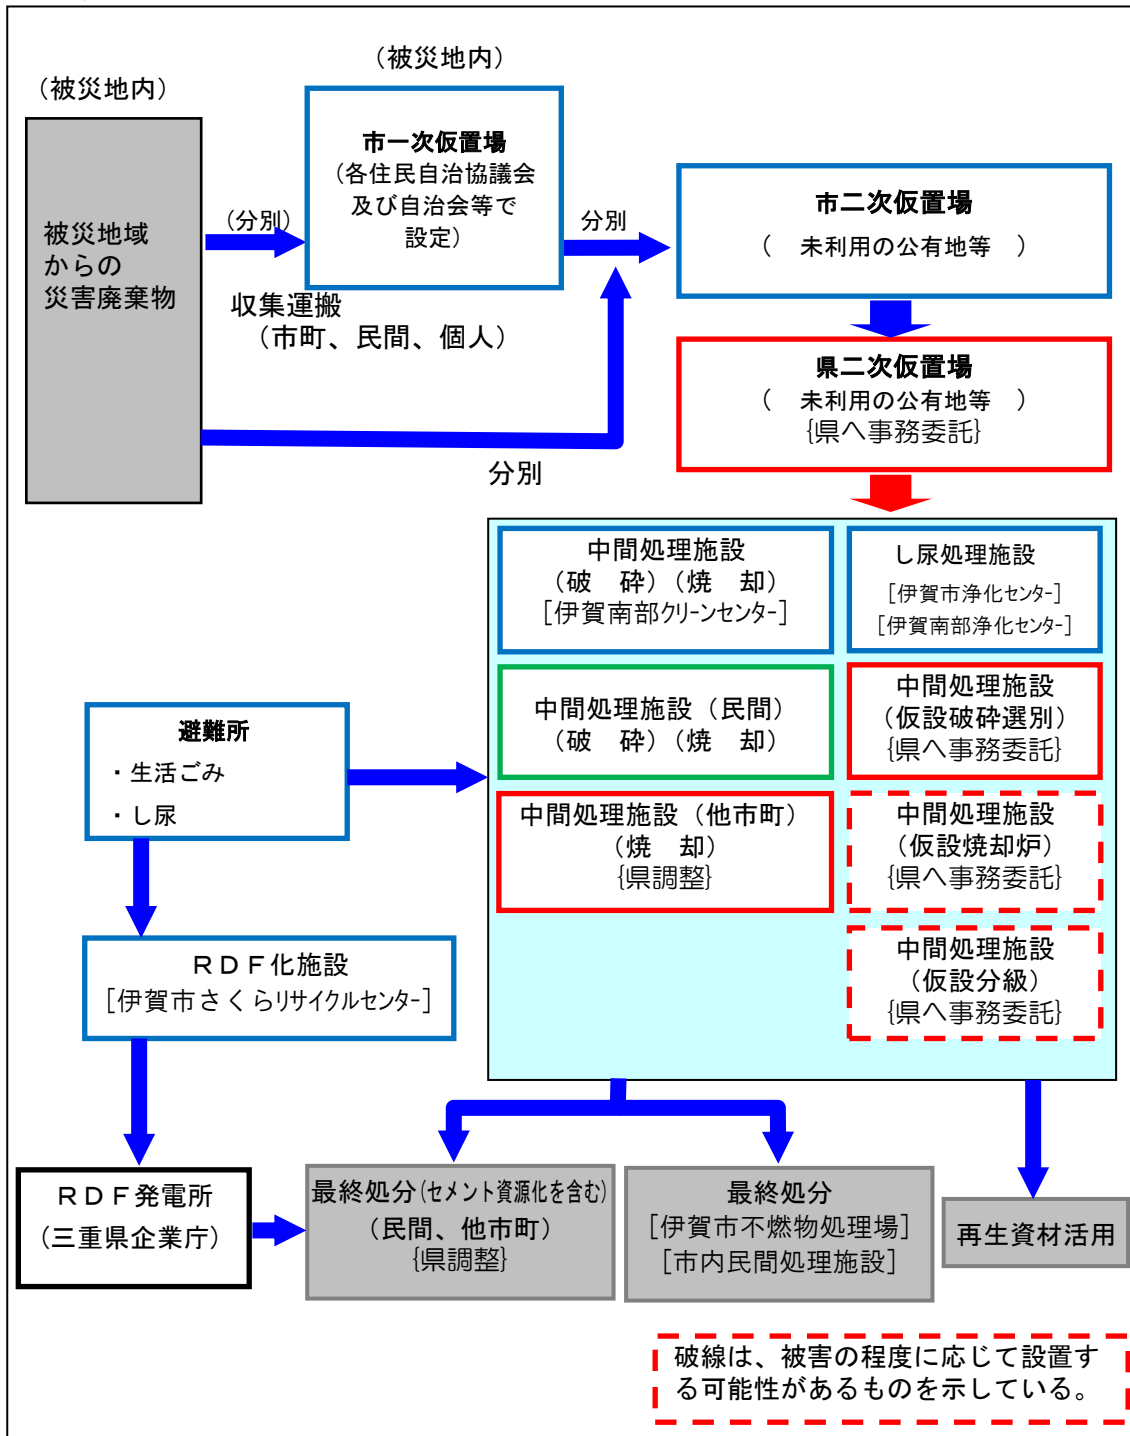 (被災地内)
(被災地内)
被災地域
からの
災害廃棄物
(分別)
市一次仮置場
(各住民自治協議会
及び自治会等で
設定)
分別
市二次仮置場
( 未利用の公有地等 )
収集運搬
(市町、民間、個人)
県二次仮置場
( 未利用の公有地等 )
{県へ事務委託}
分別
中間処理施設
(破 砕)(焼 却)
[伊賀南部クリーンセンター]
し尿処理施設
[伊賀市浄化センター]
[伊賀南部浄化センター]
中間処理施設(民間)
(破 砕)(焼 却)
中間処理施設
(仮設破砕選別)
{県へ事務委託}
避難所
・生活ごみ
・し尿
中間処理施設(他市町)
(焼 却)
{県調整}
中間処理施設
(仮設焼却炉)
{県へ事務委託}
中間処理施設
(仮設分級)
{県へ事務委託}
RDF化施設
[伊賀市さくらリサイクルセンター]
RDF発電所
(三重県企業庁)
最終処分(セメント資源化を含む)
(民間、他市町)
{県調整}
最終処分
[伊賀市不燃物処理場]
[市内民間処理施設]
再生資材活用
破線は、被害の程度に応じて設置す
る可能性があるものを示している。